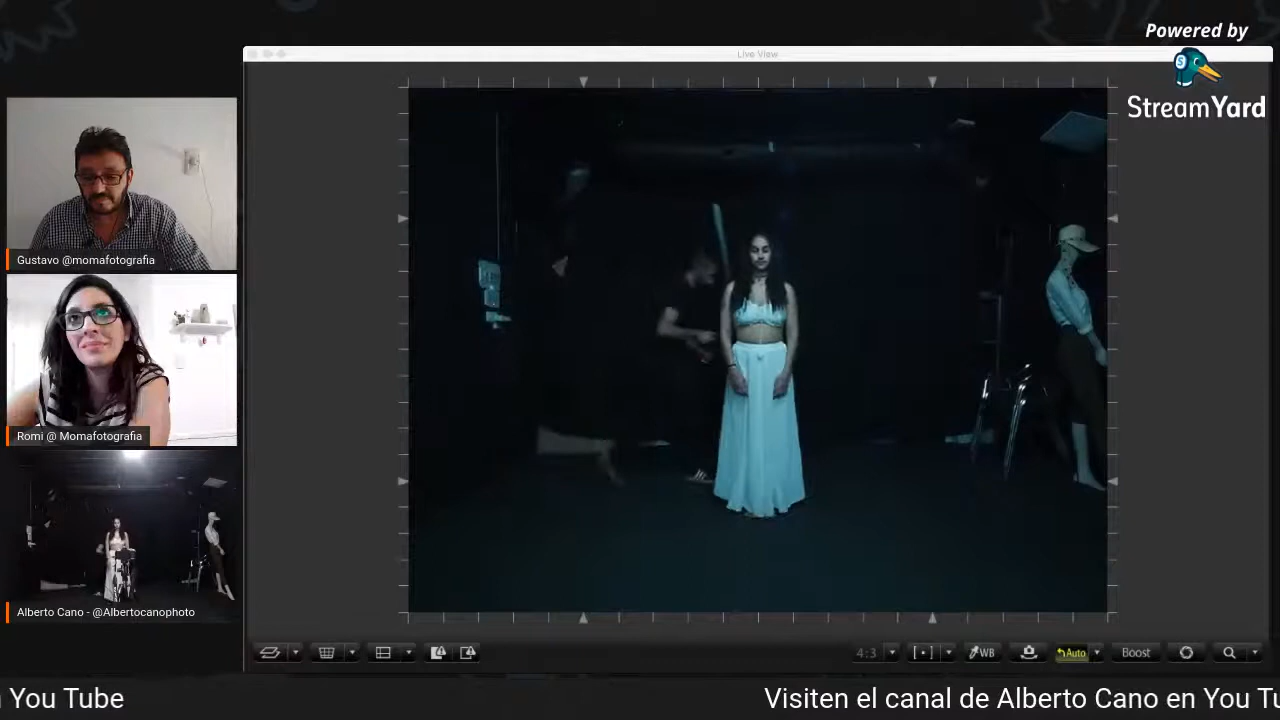 Powered by
StreamYard
Live View
Gustavo @momafotografia
Romi @ Momafotografia
Alberto Cano - @Albertocanophoto
4:3
WB
Auto
Boost
n You Tube
Visiten el canal de Alberto Cano en You Tu